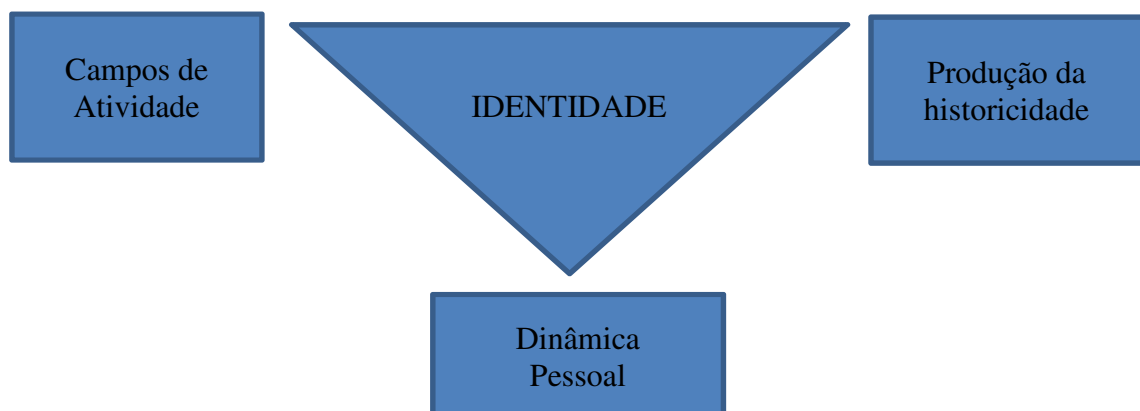 Campos de
Atividade
IDENTIDADE
Produção da
historicidade
Dinâmica
Pessoal